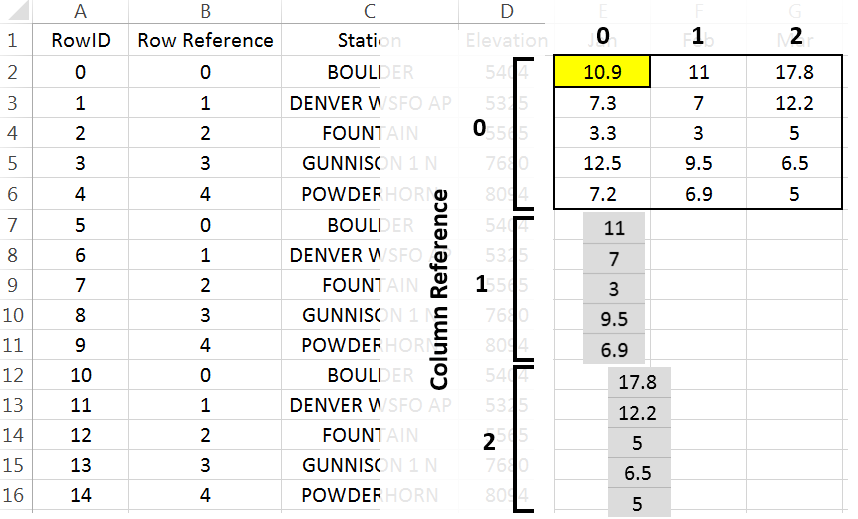 A B C D E F G
1 RowID Row Reference Station Elevation 0 1 2
2 0 0 BOULDER 5404 10.9 11 17.8
3 1 1 DENVER WSFO AP 5325 7.3 7 12.2
0
4 2 2 FOUNTAIN 5565 3.3 3 5
5 3 3 GUNNISON 1 N 7680 12.5 9.5 6.5
6 4 4 POWDERHORN 8094 7.2 6.9 5
Column Reference
7 5 0 BOULDER 5404 11
8 6 1 DENVER WSFO AP 5325 7
9 7 2 FOUNTAIN 1 5565 3
10 8 3 GUNNISON 1 N 7680 9.5
11 9 4 POWDERHORN 8094 6.9
12 10 0 BOULDER 5404 17.8
13 11 1 DENVER WSFO AP 5325 12.2
14 12 2 FOUNTAIN 2 5565 5
15 13 3 GUNNISON 1 N 7680 6.5
16 14 4 POWDERHORN 8094 5